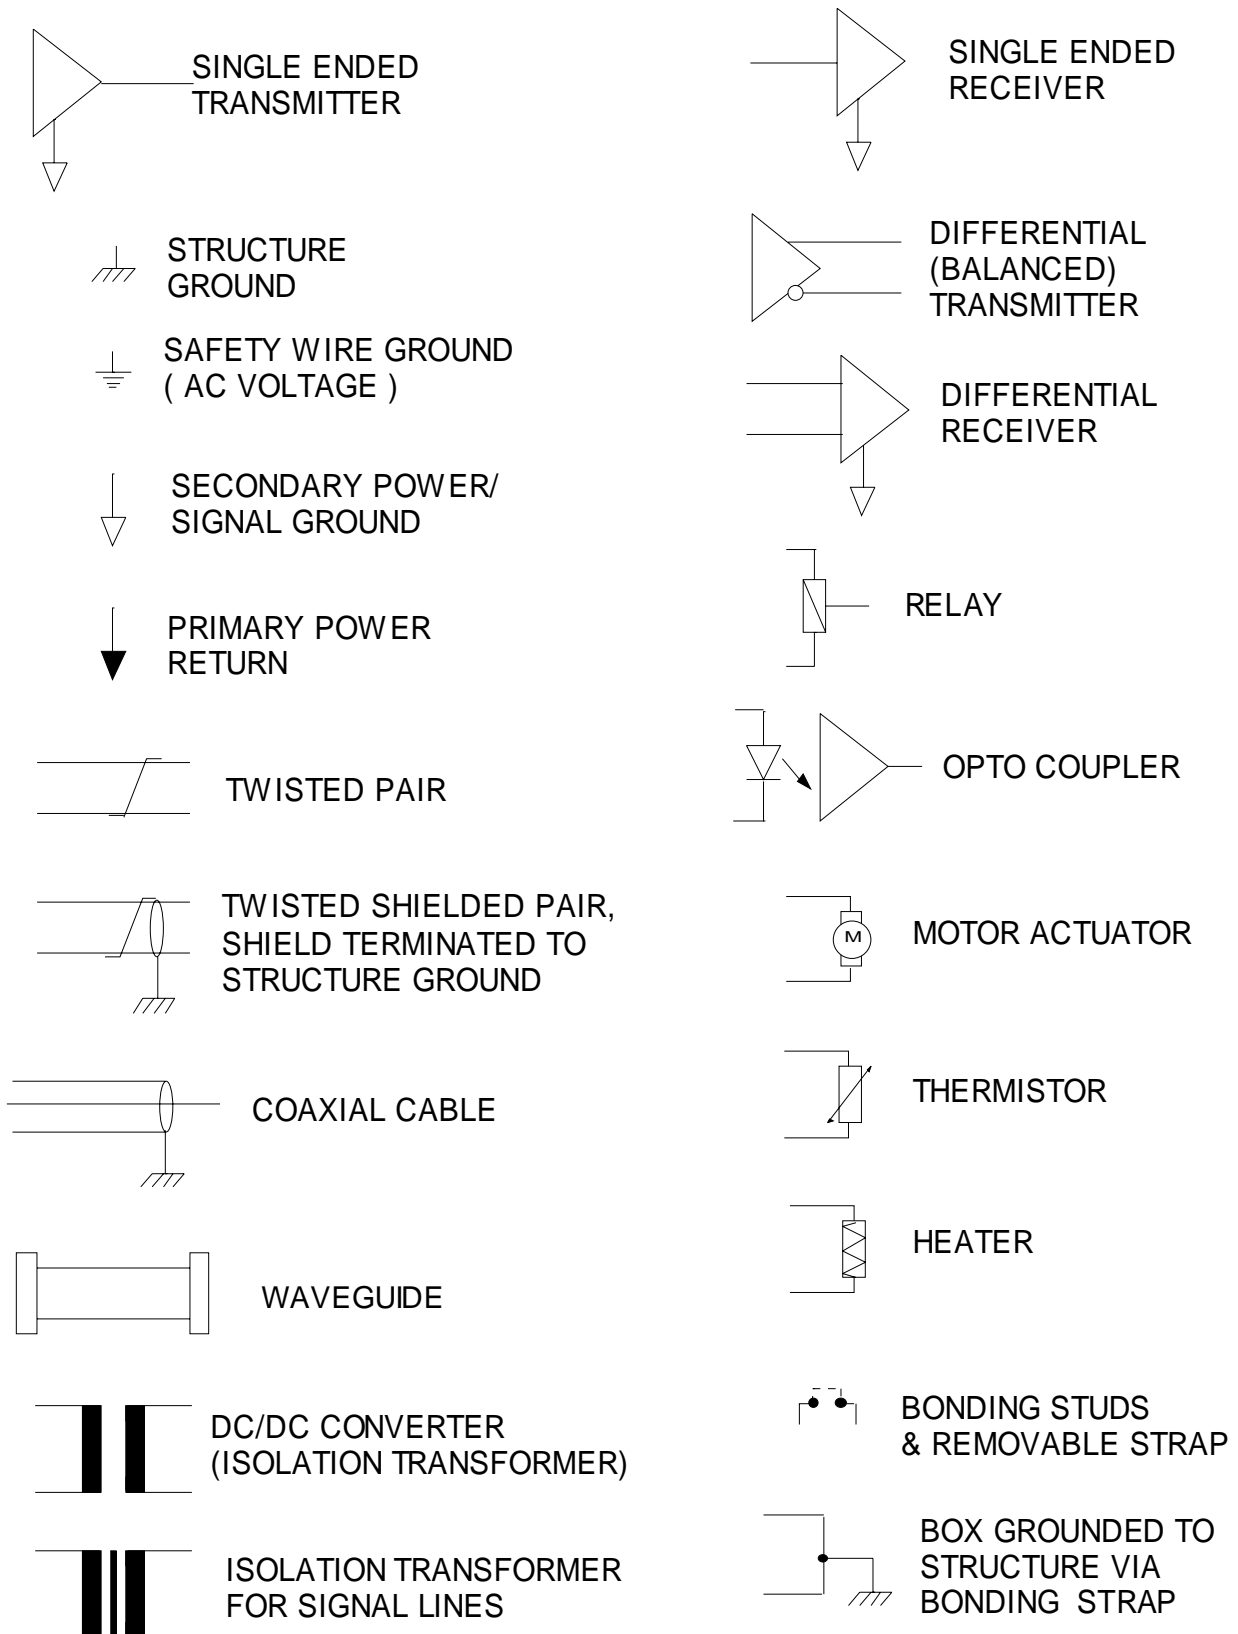 SINGLE ENDED
TRANSMITTER
STRUCTURE
GROUND
SAFETY WIRE GROUND
( AC VOLTAGE )
SECONDARY POWER/
SIGNAL GROUND
PRIMARY POWER
RETURN
TWISTED PAIR
TWISTED SHIELDED PAIR,
SHIELD TERMINATED TO
STRUCTURE GROUND
COAXIAL CABLE
WAVEGUIDE
DC/DC CONVERTER
(ISOLATION TRANSFORMER)
ISOLATION TRANSFORMER
FOR SIGNAL LINES
SINGLE ENDED
RECEIVER
DIFFERENTIAL
(BALANCED)
TRANSMITTER
DIFFERENTIAL
RECEIVER
RELAY
OPTO COUPLER
M
MOTOR ACTUATOR
THERMISTOR
HEATER
BONDING STUDS
& REMOVABLE STRAP
BOX GROUNDED TO
STRUCTURE VIA
BONDING STRAP